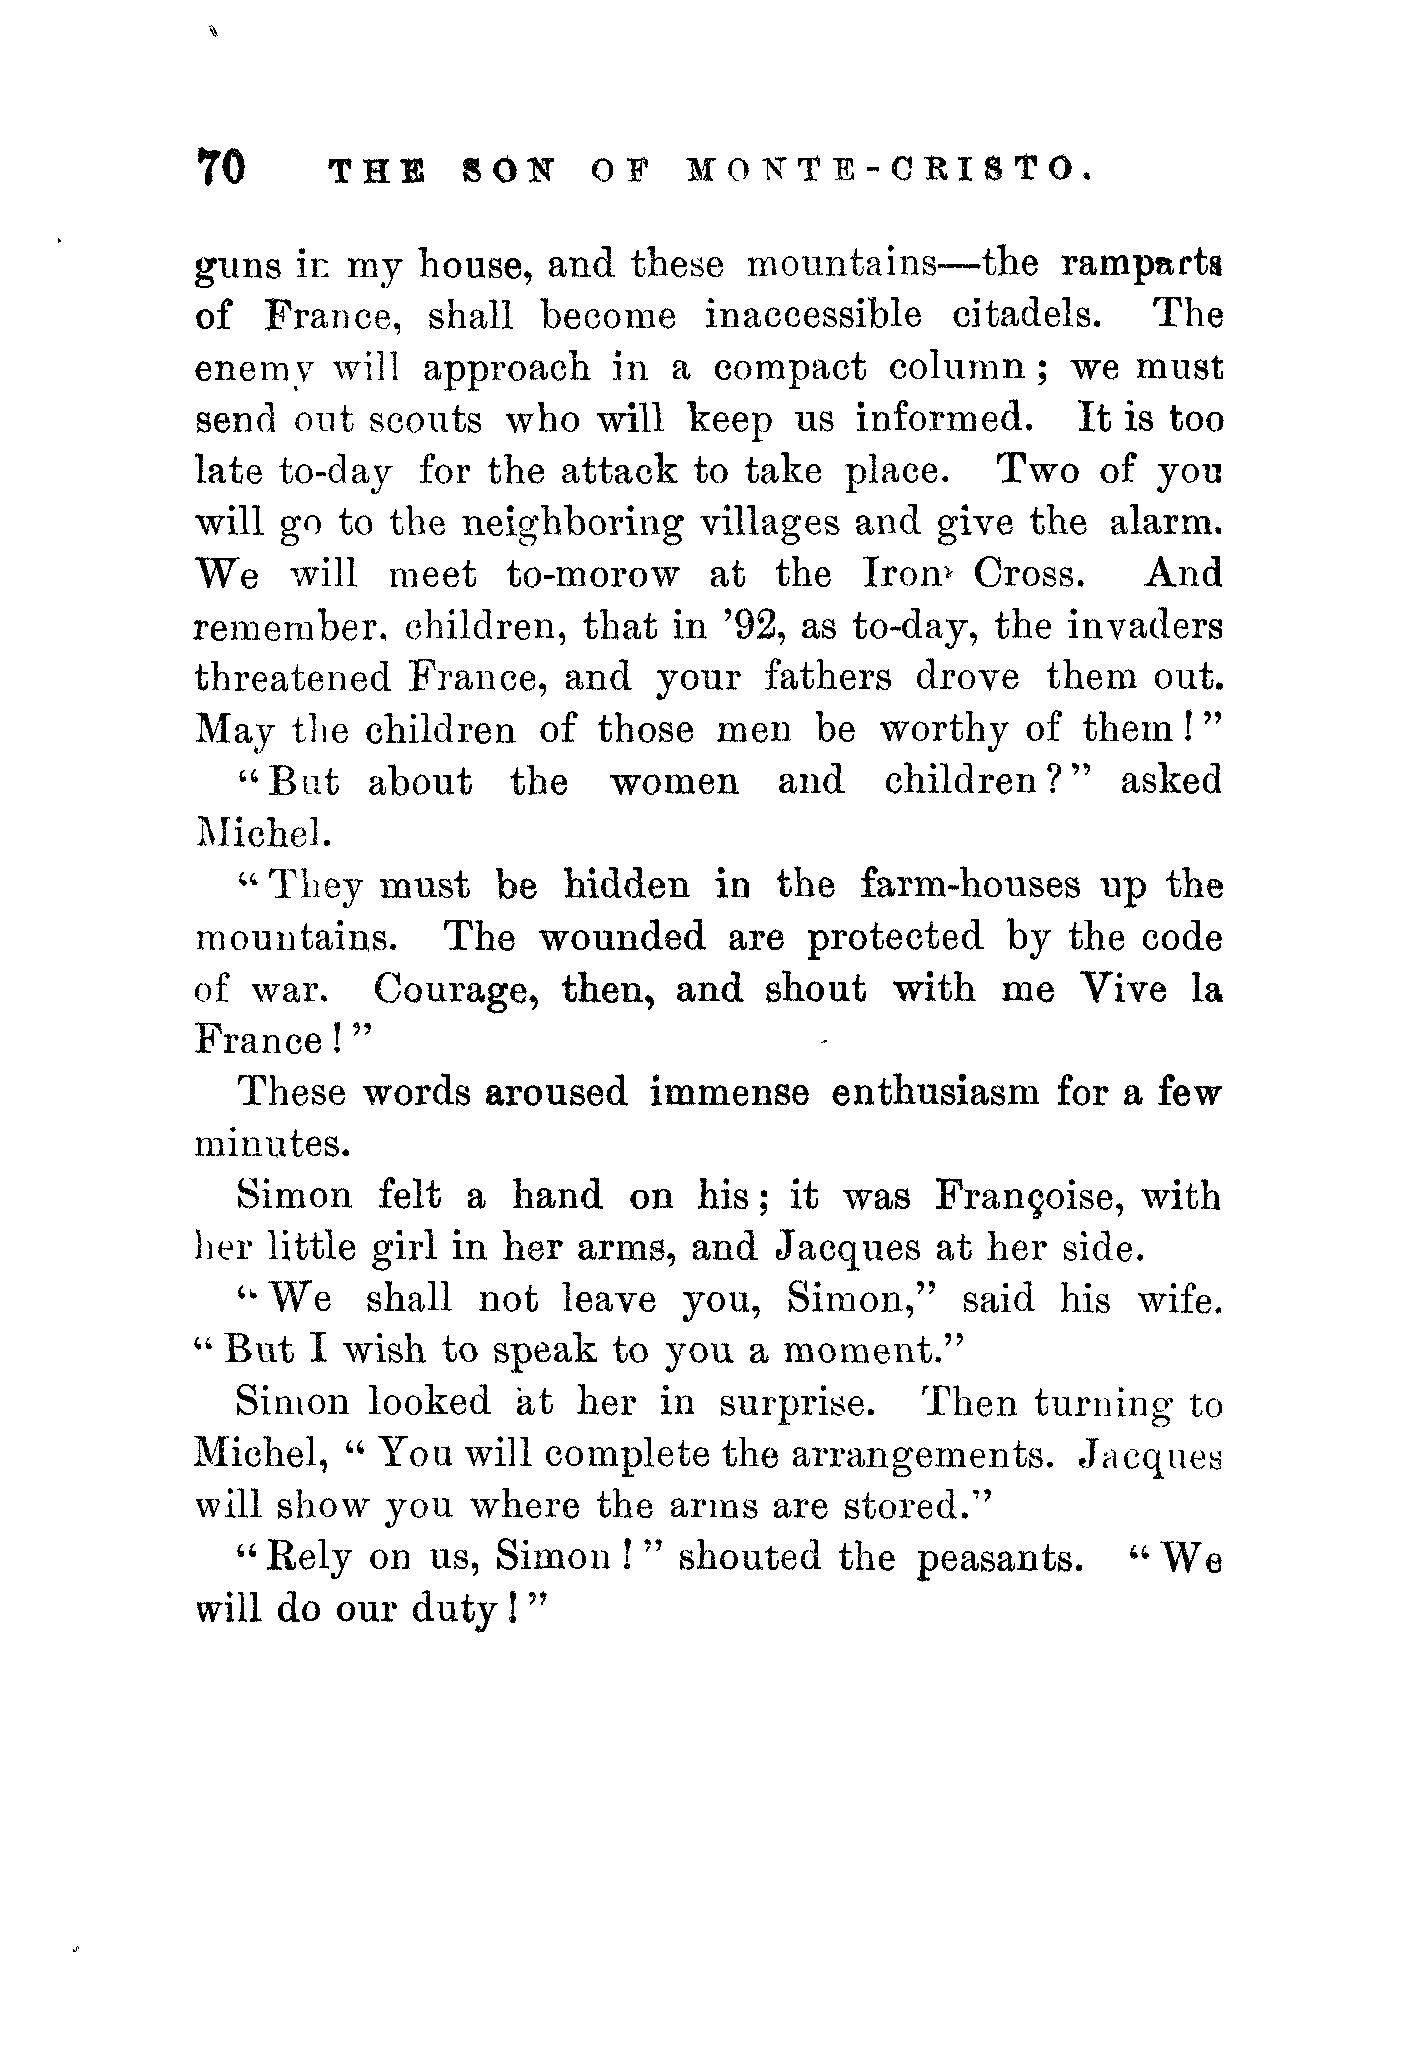 70 THE SON OF MONTE-CRISTO.
guns in my house, and these mountains—the ramparts
of France, shall become inaccessible citadels. The
enemy will approach in a compact column; we must
send out scouts who will keep us informed. It is too
late to-day for the attack to take place. Two of you
will go to the neighboring villages and give the alarm.
We will meet to-morow at the Iron Cross. And
remember, children, that in ’92, as to-day, the invaders
threatened France, and your fathers drove them out.
May the children of those men be worthy of them!”
“But about the women and children?” asked
Michel.
“They must be hidden in the farm-houses up the
mountains. The wounded are protected by the code
of war. Courage, then, and shout with me Vive la
France!”
These words aroused immense enthusiasm for a few
minutes.
Simon felt a hand on his; it was Françoise, with
her little girl in her arms, and Jacques at her side.
“We shall not leave you, Simon,” said his wife.
“But I wish to speak to you a moment.”
Simon looked at her in surprise. Then turning to
Michel, “You will complete the arrangements. Jacques
will show you where the arms are stored.”
“Rely on us, Simon!” shouted the peasants. “We
will do our duty!”